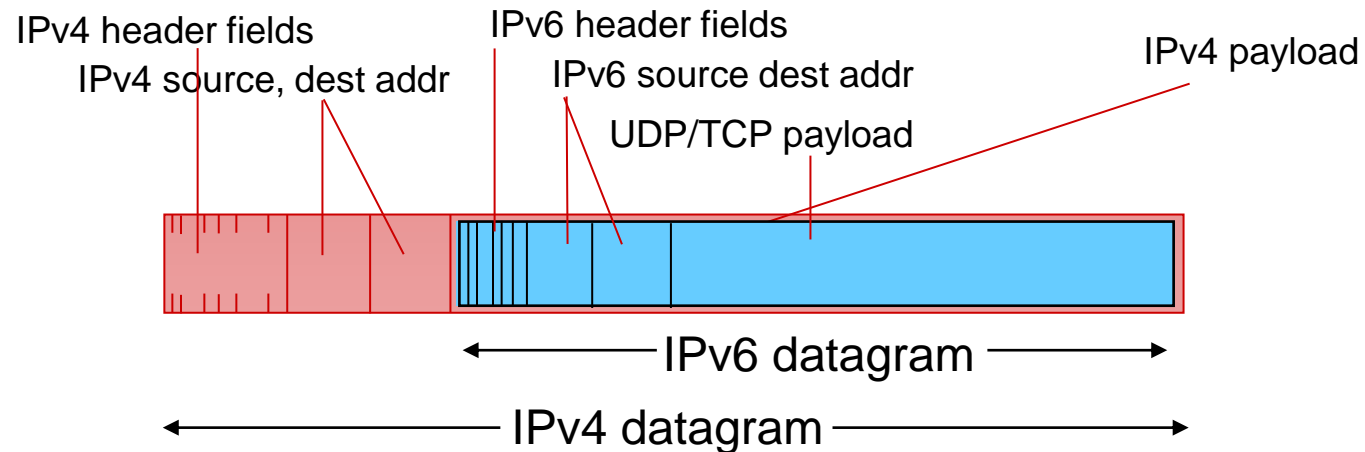 IPv4 header fields
IPv6 header fields
IPv4 payload
IPv4 source, dest addr
IPv6 source dest addr
UDP/TCP payload
IPv6 datagram
IPv4 datagram